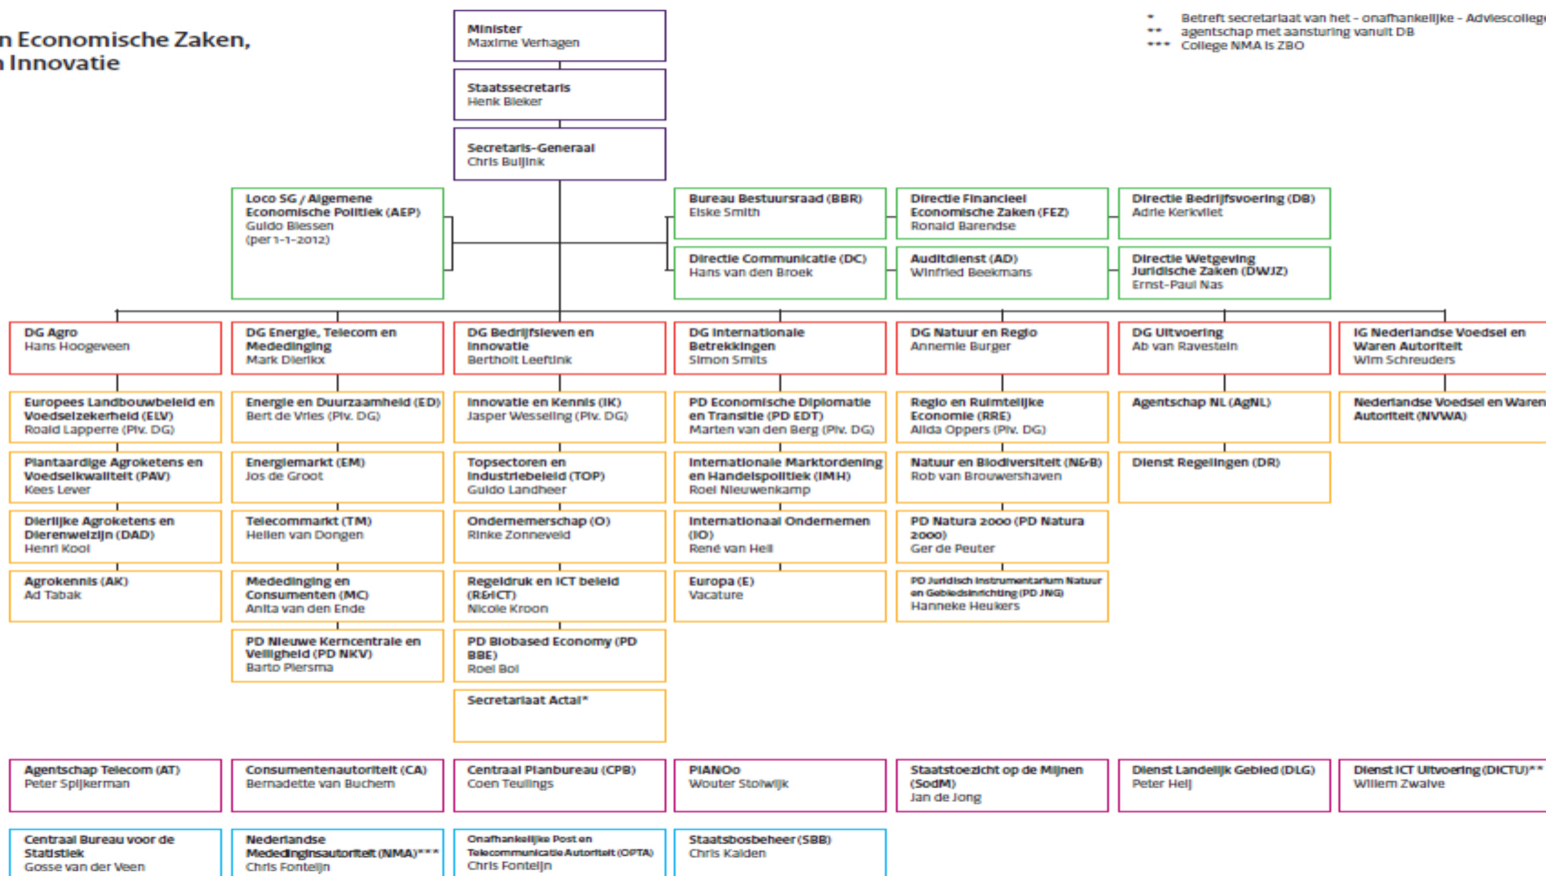 n Economische Zaken,
n Innovatie
* Betreft secretariaat van het - onafhankelijke - Adviescollege
** agentschap met aansturing vanuit DB
*** College NMA is ZBO
Minister
Maxime Verhagen
Staatssecretaris
Henk Bleker
Secretaris-Generaal
Chris Buijink
Loco SG / Algemene
Economische Politiek (AEP)
Guido Biessen
(per 1-1-2012)
Bureau Bestuursraad (BBR)
Elske Smith
Directie Financieel
Economische Zaken (FEZ)
Ronald Barendse
Directie Bedrijfsvoering (DB)
Adrie Kerkvliet
Directie Communicatie (DC)
Hans van den Broek
Auditdienst (AD)
Winfried Beekmans
Directie Wetgeving
Juridische Zaken (DWJZ)
Ernst-Paul Nas
DG Agro
Hans Hoogeveen
DG Energie, Telecom en
Mededinging
Mark Dierikx
DG Bedrijfsleven en
Innovatie
Bertholt Leeftink
DG Internationale
Betrekkingen
Simon Smits
DG Natuur en Regio
Annemie Burger
DG Uitvoering
Ab van Ravestein
IG Nederlandse Voedsel en
Waren Autoriteit
Wim Schreuders
Europees Landbouwbeleid en
Voedselzekerheid (ELV)
Roald Lapperre (Plv. DG)
Energie en Duurzaamheid (ED)
Bert de Vries (Plv. DG)
Innovatie en Kennis (IK)
Jasper Wesseling (Plv. DG)
PD Economische Diplomatie
en Transitie (PD EDT)
Marten van den Berg (Plv. DG)
Regio en Ruimtelijke
Economie (RRE)
Alida Oppers (Plv. DG)
Agentschap NL (AgNL)
Nederlandse Voedsel en Waren
Autoriteit (NVWA)
Plantaardige Agroketens en
Voedselkwaliteit (PAV)
Kees Lever
Energiemarkt (EM)
Jos de Groot
Topsectoren en
Industriebeleid (TOP)
Guido Landheer
Internationale Marktordening
en Handelspolitiek (IMH)
Roel Nieuwenkamp
Natuur en Biodiversiteit (N&B)
Rob van Brouwershaven
Dienst Regelingen (DR)
Dierlijke Agroketens en
Dierenwelzijn (DAD)
Henri Kool
Telecommarkt (TM)
Hellen van Dongen
Ondernemerschap (O)
Rinke Zonneveld
Internationaal Ondernemen
(IO)
René van Hell
PD Natura 2000 (PD Natura
2000)
Ger de Peuter
Agrokennis (AK)
Ad Tabak
Mededinging en
Consumenten (MC)
Anita van den Ende
Regeldruk en ICT beleid
(R&ICT)
Nicole Kroon
Europa (E)
Vacature
PD Juridisch Instrumentarium Natuur
en Gebiedsinrichting (PD JNG)
Hanneke Heukers
PD Nieuwe Kerncentrale en
Veiligheid (PD NKV)
Barto Piersma
PD Biobased Economy (PD
BBE)
Roel Bol
Secretariaat Actal*
Agentschap Telecom (AT)
Peter Spijkerman
Consumentenautoriteit (CA)
Bernadette van Buchem
Centraal Planbureau (CPB)
Coen Teulings
PIANOo
Wouter Stolwijk
Staatstoezicht op de Mijnen
(SodM)
Jan de Jong
Dienst Landelijk Gebied (DLG)
Peter Heij
Dienst ICT Uitvoering (DICTU)**
Willem Zwalve
Centraal Bureau voor de
Statistiek
Gosse van der Veen
Nederlandse
Mededinginsautoriteit (NMA)***
Chris Fonteijn
Onafhankelijke Post en
Telecommunicatie Autoriteit (OPTA)
Chris Fonteijn
Staatsbosbeheer (SBB)
Chris Kalden